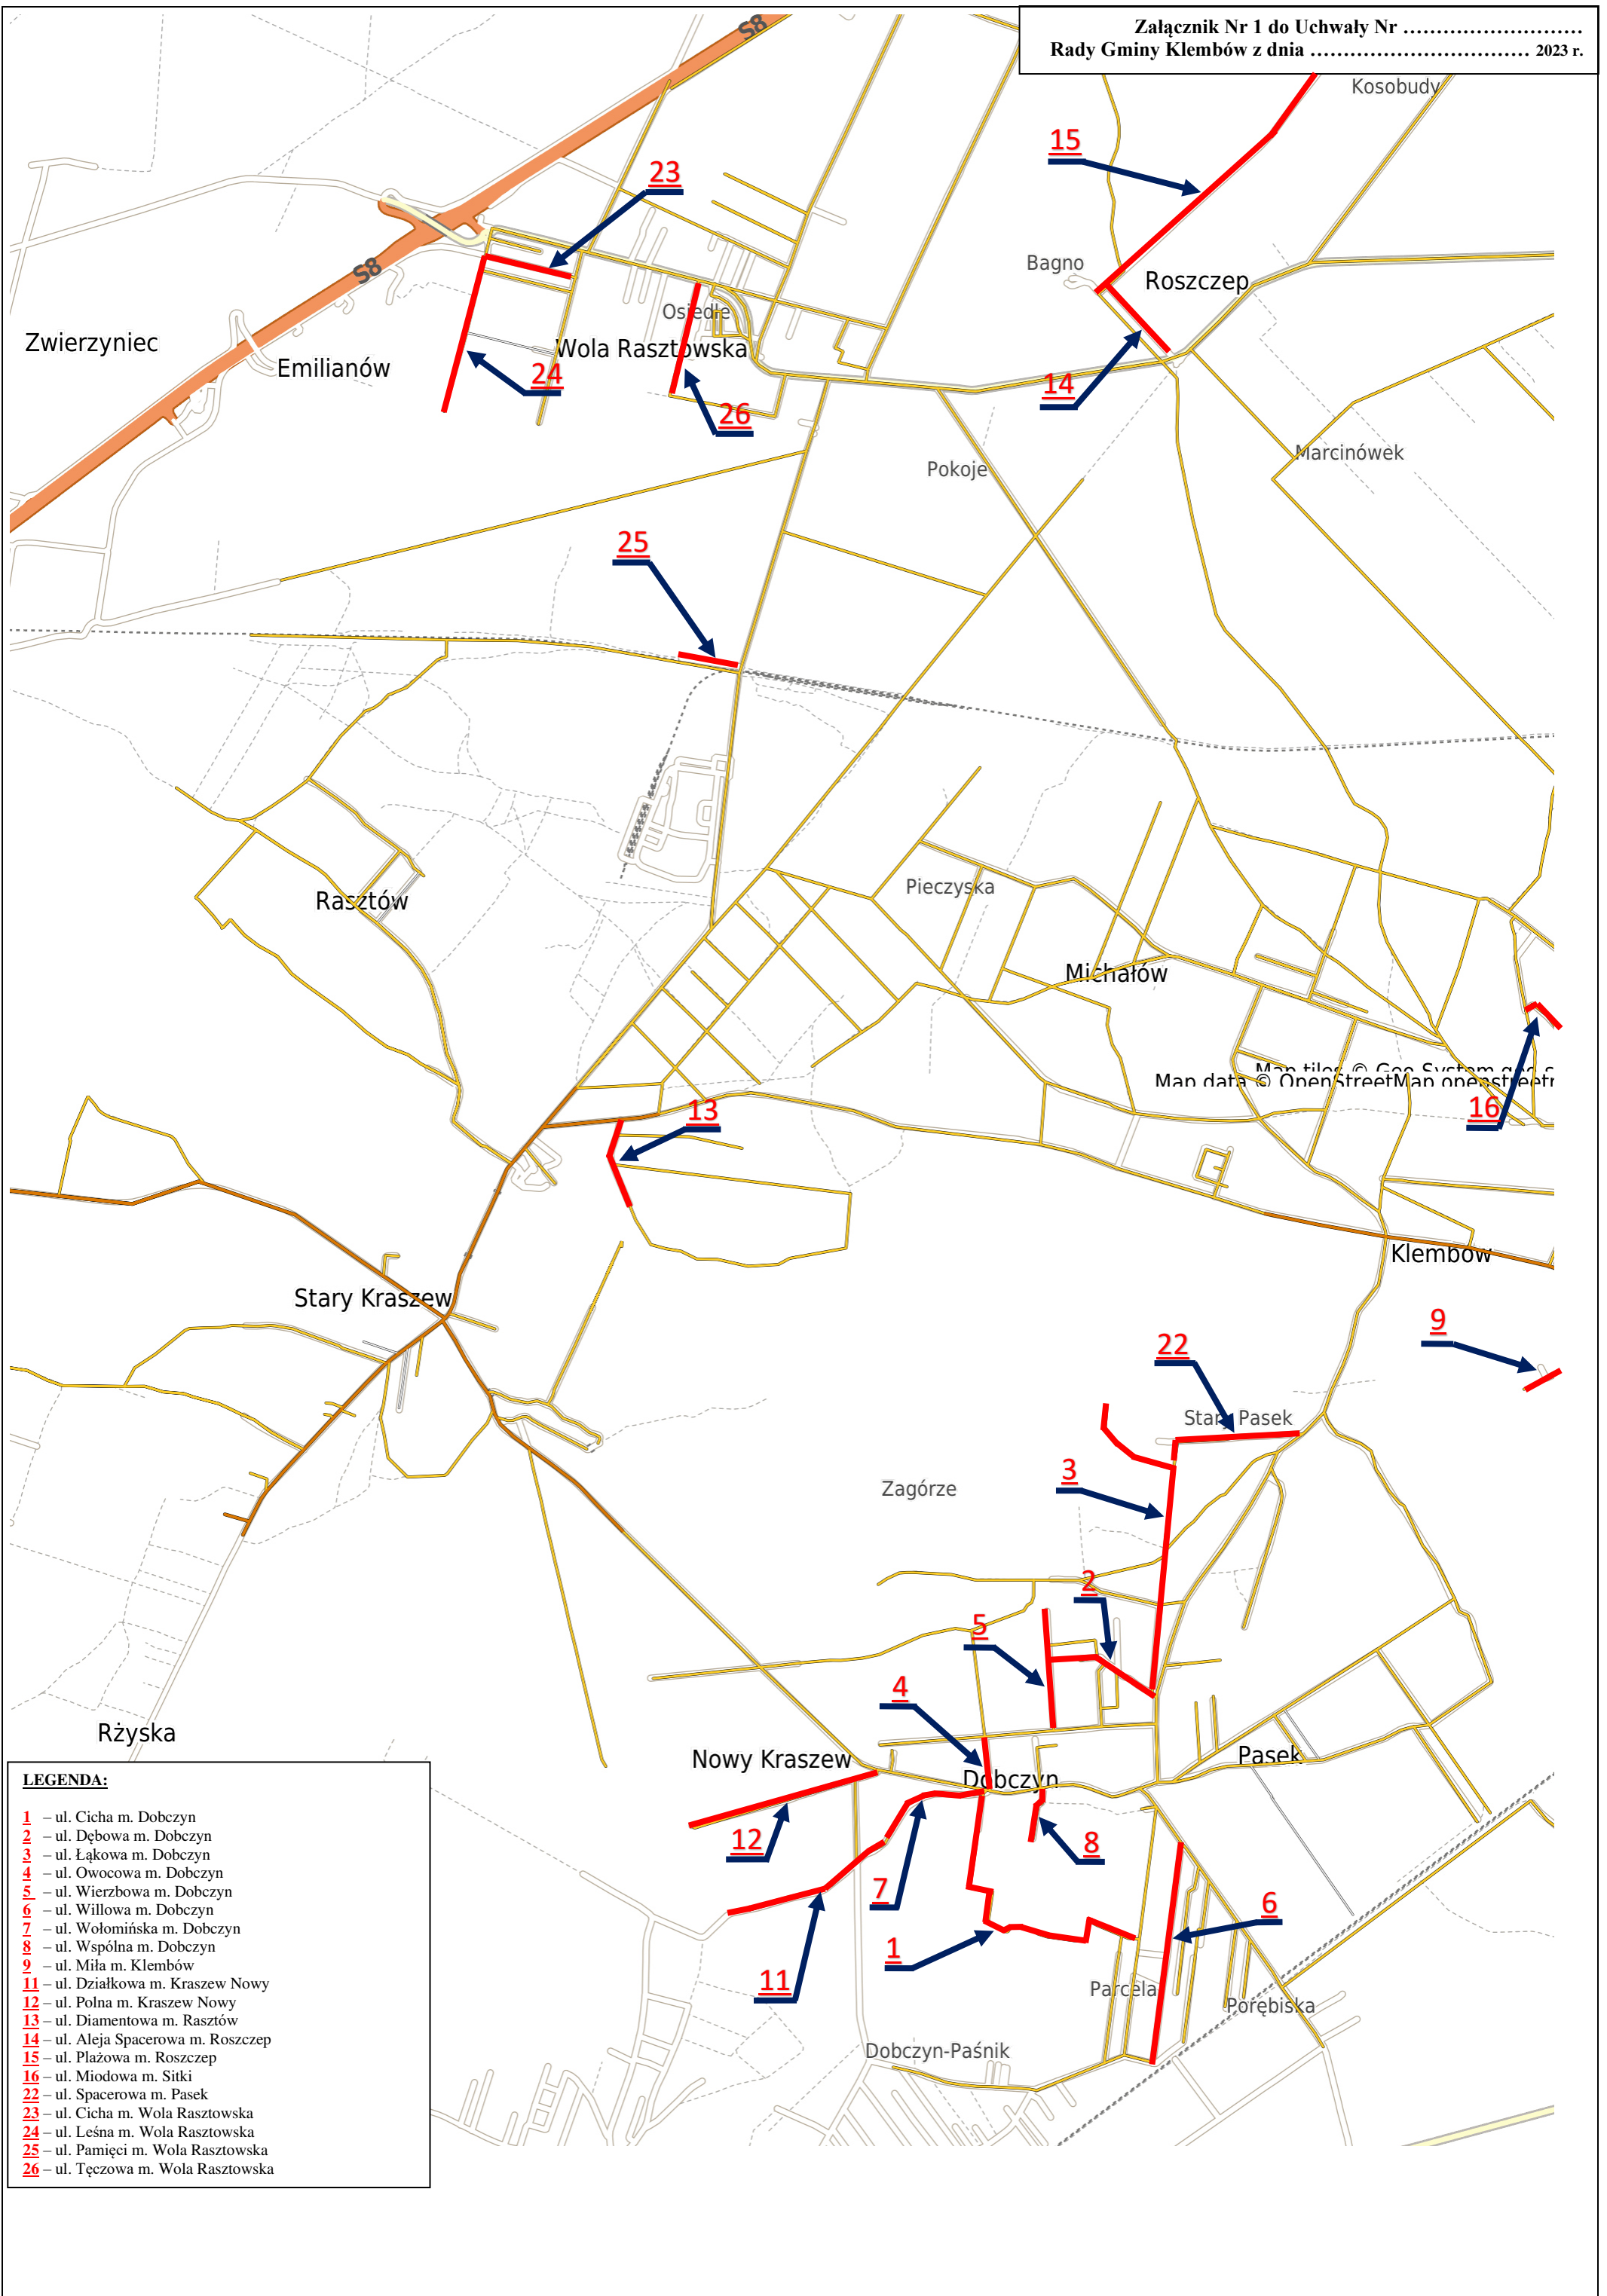 Załącznik Nr 1 do Uchwały Nr ...........................
Rady Gminy Klembów z dnia ................................. 2023 r.
S8
Kosobudy
15
23
S8
Bagno
Roszczep
Osiedle
Zwierzyniec
Wola Rasztowska
Emilianów
24
14
26
Marcinówek
Pokoje
25
Pieczyska
Rasztów
Michałów
Map tiles © Geo-System
Map data © OpenStreetMap
16
13
Klembów
Stary Kraszew
9
22
Stary Pasek
3
Zagórze
2
5
4
Rżyska
Nowy Kraszew
Pasek
Dobczyn
12
8
7
6
1
11
Parcela
Porębiska
Dobczyn-Paśnik
LEGENDA:
1 – ul. Cicha m. Dobczyn
2 – ul. Dębowa m. Dobczyn
3 – ul. Łąkowa m. Dobczyn
4 – ul. Owocowa m. Dobczyn
5 – ul. Wierzbowa m. Dobczyn
6 – ul. Willowa m. Dobczyn
7 – ul. Wołomińska m. Dobczyn
8 – ul. Wspólna m. Dobczyn
9 – ul. Miła m. Klembów
11 – ul. Działkowa m. Kraszew Nowy
12 – ul. Polna m. Kraszew Nowy
13 – ul. Diamentowa m. Rasztów
14 – ul. Aleja Spacerowa m. Roszczep
15 – ul. Plażowa m. Roszczep
16 – ul. Miodowa m. Sitki
22 – ul. Spacerowa m. Pasek
23 – ul. Cicha m. Wola Rasztowska
24 – ul. Leśna m. Wola Rasztowska
25 – ul. Pamięci m. Wola Rasztowska
26 – ul. Tęczowa m. Wola Rasztowska